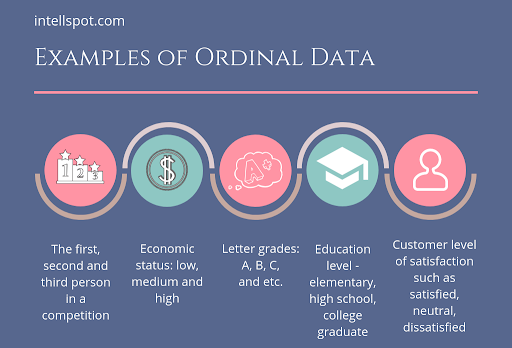 intellspot.com
Examples of Ordinal Data
1 2 3
$
A+
The first,
second and
third person
in a
competition
Economic
status: low,
medium and
high
Letter grades:
A, B, C,
and etc.
Education
level -
elementary,
high school,
college
graduate
Customer level
of satisfaction
such as
satisfied,
neutral,
dissatisfied